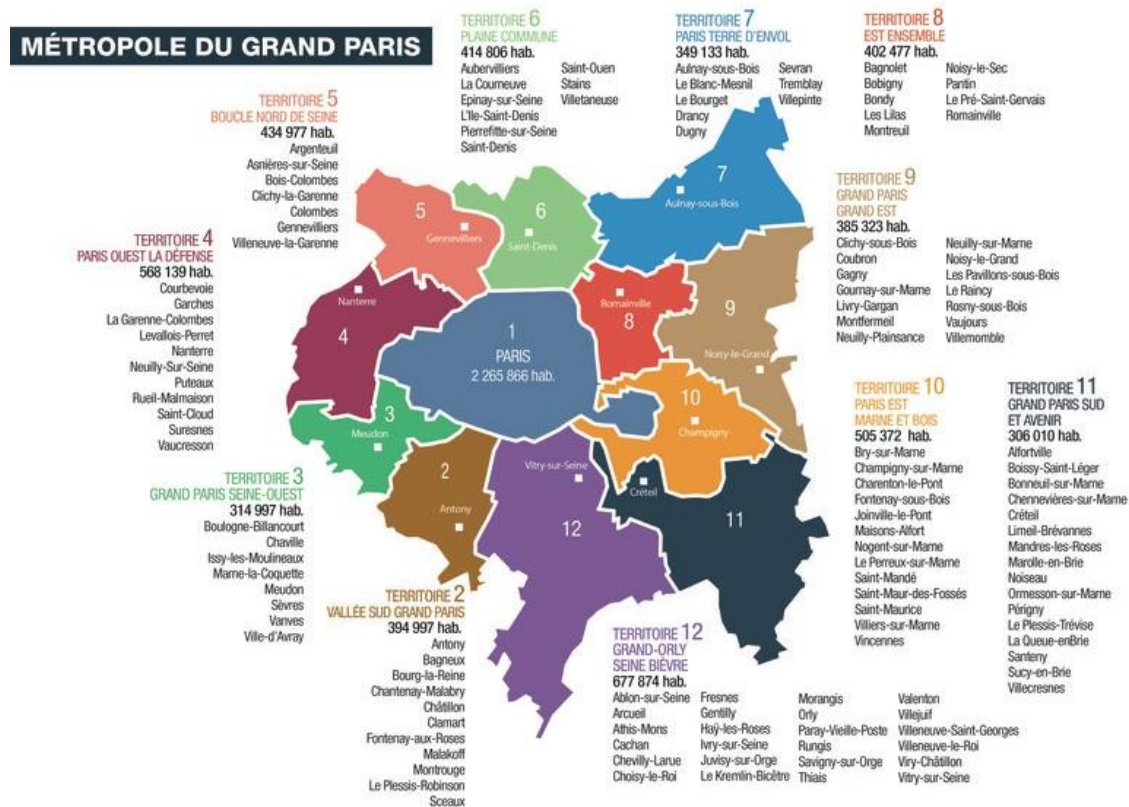 MÉTROPOLE DU GRAND PARIS
TERRITOIRE 6
PLAINE COMMUNE
414 806 hab.
Aubervilliers
La Courneuve
Epinay-sur-Seine
L'Ile-Saint-Denis
Pierrefitte-sur-Seine
Saint-Denis
Saint-Ouen
Stains
Villetaneuse
TERRITOIRE 7
PARIS TERRE D'ENVOL
349 133 hab.
Aulnay-sous-Bois
Le Blanc-Mesnil
Le Bourget
Drancy
Dugny
Sevran
Tremblay
Villepinte
TERRITOIRE 8
EST ENSEMBLE
402 477 hab.
Bagnolet
Bobigny
Bondy
Les Lilas
Montreuil
Noisy-le-Sec
Pantin
Le Pré-Saint-Gervais
Romainville
TERRITOIRE 5
BOUCLE NORD DE SEINE
434 977 hab.
Argenteuil
Asnières-sur-Seine
Bois-Colombes
Clichy-la-Garenne
Colombes
Gennevilliers
Villeneuve-la-Garenne
TERRITOIRE 9
GRAND PARIS
GRAND EST
385 323 hab.
Clichy-sous-Bois
Coubron
Gagny
Gournay-sur-Marne
Livry-Gargan
Montfermeil
Neuilly-Plaisance
Neuilly-sur-Marne
Noisy-le-Grand
Les Pavillons-sous-Bois
Le Raincy
Rosny-sous-Bois
Vaujours
Villemomble
TERRITOIRE 4
PARIS OUEST LA DÉFENSE
568 139 hab.
Courbevoie
Garches
La Garenne-Colombes
Levallois-Perret
Nanterre
Neuilly-Sur-Seine
Puteaux
Rueil-Malmaison
Saint-Cloud
Suresnes
Vaucresson
5
Gennevilliers
6
Saint-Denis
7
Aulnay-sous-Bois
Nanterre
4
1
PARIS
2 265 866 hab.
Romainville
8
9
Noisy-le-Grand
3
Meudon
10
Champigny
2
Antony
Vitry-sur-Seine
12
Créteil
11
TERRITOIRE 10
PARIS EST
MARNE ET BOIS
505 372 hab.
Bry-sur-Marne
Champigny-sur-Marne
Charenton-le-Pont
Fontenay-sous-Bois
Joinville-le-Pont
Maisons-Alfort
Nogent-sur-Marne
Le Perreux-sur-Marne
Saint-Mandé
Saint-Maur-des-Fossés
Saint-Maurice
Villiers-sur-Marne
Vincennes
TERRITOIRE 11
GRAND PARIS SUD
ET AVENIR
306 010 hab.
Alfortville
Boissy-Saint-Léger
Bonneuil-sur-Marne
Chennevières-sur-Marne
Créteil
Limeil-Brévannes
Mandres-les-Roses
Marolle-en-Brie
Noiseau
Ormesson-sur-Marne
Périgny
Le Plessis-Trévise
La Queue-enBrie
Santeny
Sucy-en-Brie
Villecresnes
TERRITOIRE 3
GRAND PARIS SEINE-OUEST
314 997 hab.
Boulogne-Billancourt
Chaville
Issy-les-Moulineaux
Marne-la-Coquette
Meudon
Sèvres
Vanves
Ville-d'Avray
TERRITOIRE 2
VALLÉE SUD GRAND PARIS
394 997 hab.
Antony
Bagneux
Bourg-la-Reine
Chantenay-Malabry
Châtillon
Clamart
Fontenay-aux-Roses
Malakoff
Montrouge
Le Plessis-Robinson
Sceaux
TERRITOIRE 12
GRAND-ORLY
SEINE BIÈVRE
677 874 hab.
Ablon-sur-Seine
Arcueil
Athis-Mons
Cachan
Chevilly-Larue
Choisy-le-Roi
Fresnes
Gentilly
Haÿ-les-Roses
Ivry-sur-Seine
Juvisy-sur-Orge
Le Kremlin-Bicêtre
Morangis
Orly
Paray-Vieille-Poste
Rungis
Savigny-sur-Orge
Thiais
Valenton
Villejuif
Villeneuve-Saint-Georges
Villeneuve-le-Roi
Viry-Châtillon
Vitry-sur-Seine